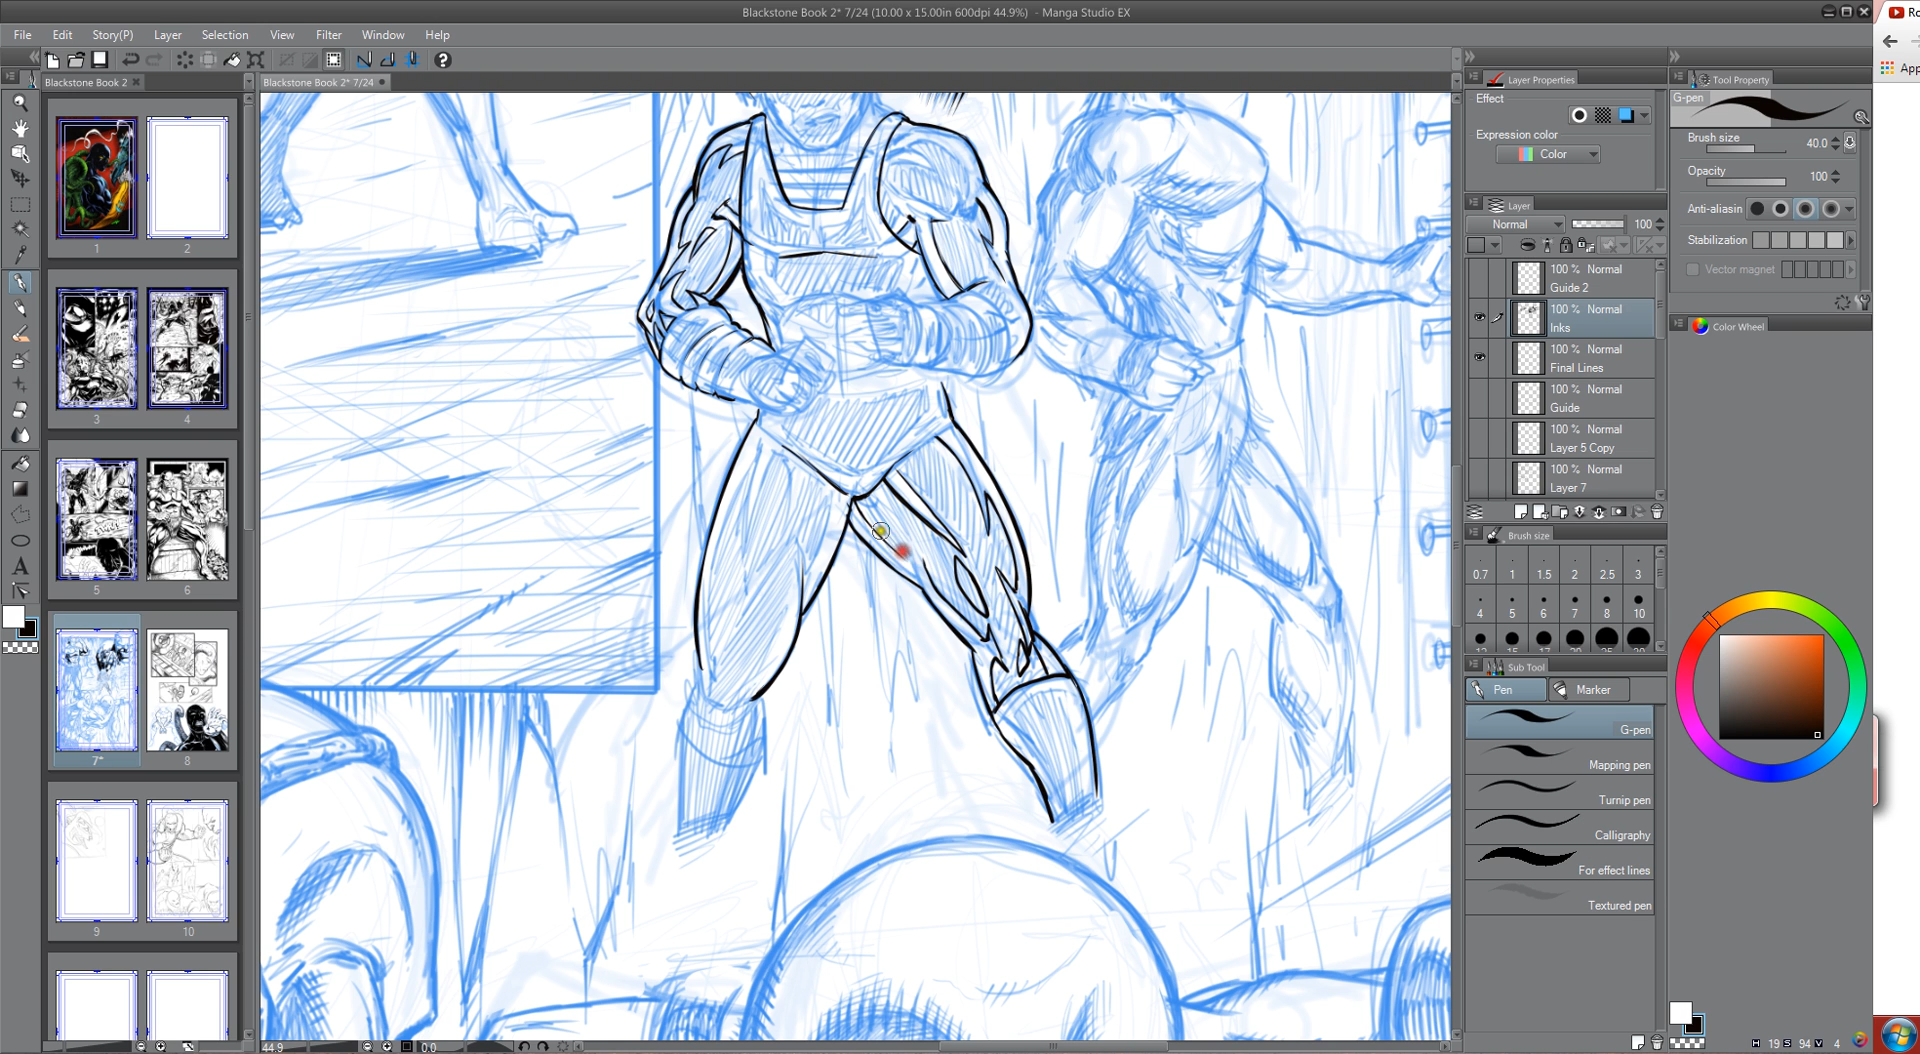 Blackstone Book 2* 7/24 (10.00 x 15.00in 600dpi 44.9%) - Manga Studio EX
Ro
File Edit Story(P) Layer Selection View Filter Window Help
App
Blackstone Book 2
Blackstone Book 2* 7/24
1 2
3 4
5 6
7* 8
9 10
44.9
0.0
Layer Properties
Effect
Expression color
Color
Layer
Normal 100
100 % Normal
Guide 2
100 % Normal
Inks
100 % Normal
Final Lines
100 % Normal
Guide
100 % Normal
Layer 5 Copy
100 % Normal
Layer 7
Brush size
0.7 1 1.5 2 2.5 3
4 5 6 7 8 10
Sub Tool
Pen Marker
G-pen
Mapping pen
Turnip pen
Calligraphy
For effect lines
Textured pen
Tool Property
G-pen
Brush size 40.0
Opacity 100
Anti-aliasin
Stabilization
Vector magnet
Color Wheel
H 19 S 94 V 4